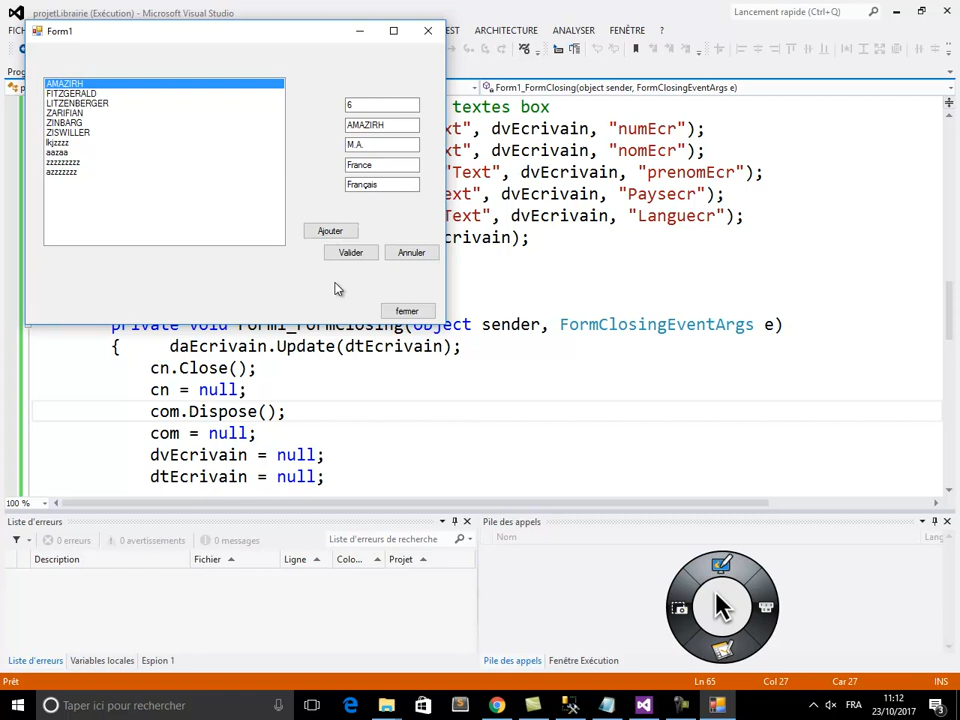 projetLibrairie (Exécution) - Microsoft Visual Studio
Lancement rapide (Ctrl+A)
Form1
FICH
EST
ARCHITECTURE
ANALYSER
FENÊTRE
?
Prog
Form1_FormClosing(object sender, FormClosingEventArgs e)
AMAZIRH
FITZGERALD
LITZENBERGER
ZARIFIAN
ZINBARG
ZISWILLER
lkjzzzz
aazaa
zzzzzzzzz
azzzzzzz
6
AMAZIRH
M.A.
France
Français
Ajouter
Valider
Annuler
fermer
textes box
xt", dvEcrivain, "numEcr");
xt", dvEcrivain, "nomEcr");
"Text", dvEcrivain, "prenomEcr");
ext", dvEcrivain, "Paysecr");
Text", dvEcrivain, "Languecr");
crivain);
private void Form1_FormClosing(object sender, FormClosingEventArgs e)
{ daEcrivain.Update(dtEcrivain);
cn.Close();
cn = null;
com.Dispose();
com = null;
dvEcrivain = null;
dtEcrivain = null;
100 %
Liste d'erreurs
Pile des appels
0 erreurs
0 avertissements
0 messages
Liste d'erreurs de recherche
Nom
Lang
Description
Fichier
Ligne
Colo...
Projet
Liste d'erreurs
Variables locales
Espion 1
Pile des appels
Fenêtre Exécution
Prêt
Ln 65
Col 27
Car 27
INS
Taper ici pour rechercher
FRA
11:12
23/10/2017
3